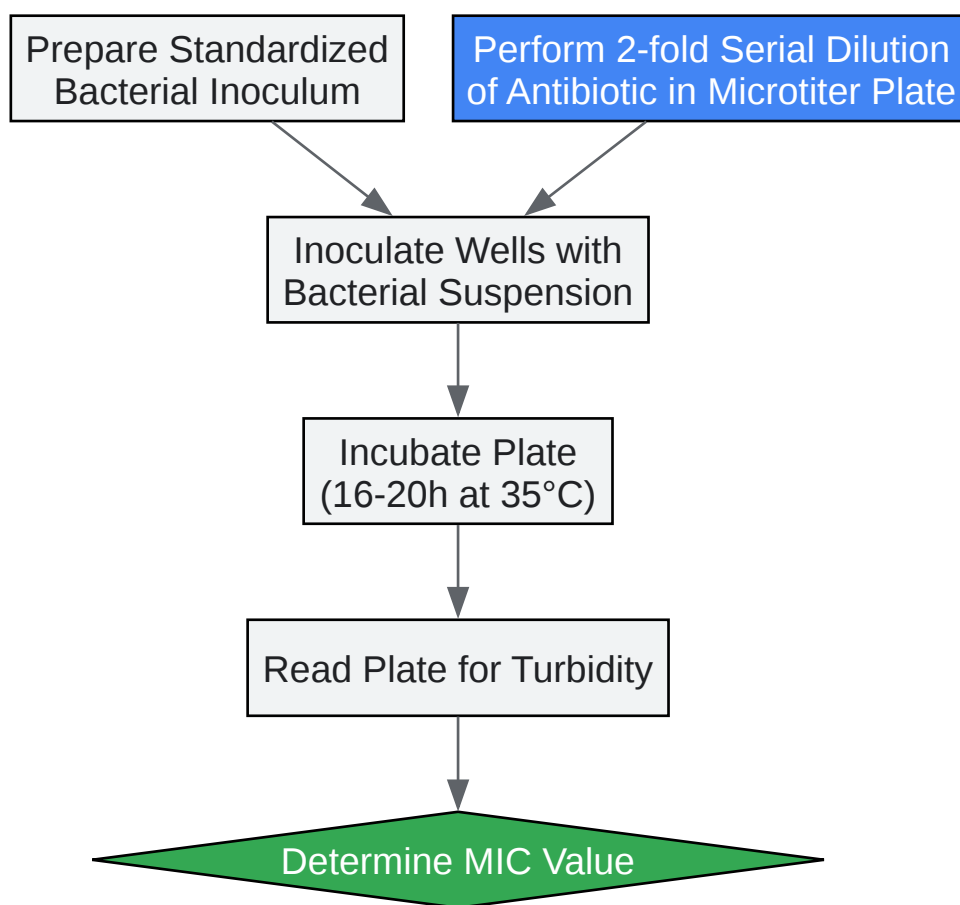 Prepare Standardized
Bacterial Inoculum
Perform 2-fold Serial Dilution
of Antibiotic in Microtiter Plate
Inoculate Wells with
Bacterial Suspension
Incubate Plate
(16-20h at 35°C)
Read Plate for Turbidity
Determine MIC Value